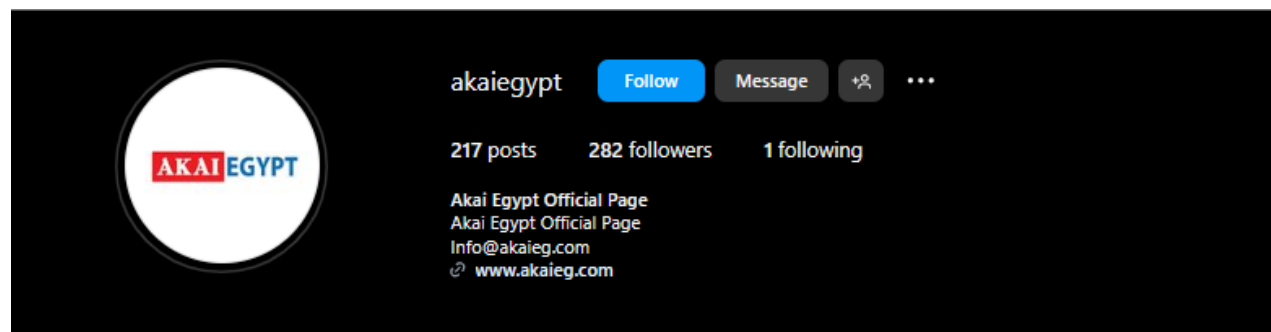 akaiegypt Follow Message
217 posts 282 followers 1 following
AKAI EGYPT
Akai Egypt Official Page
Akai Egypt Official Page
Info@akaieg.com
www.akaieg.com